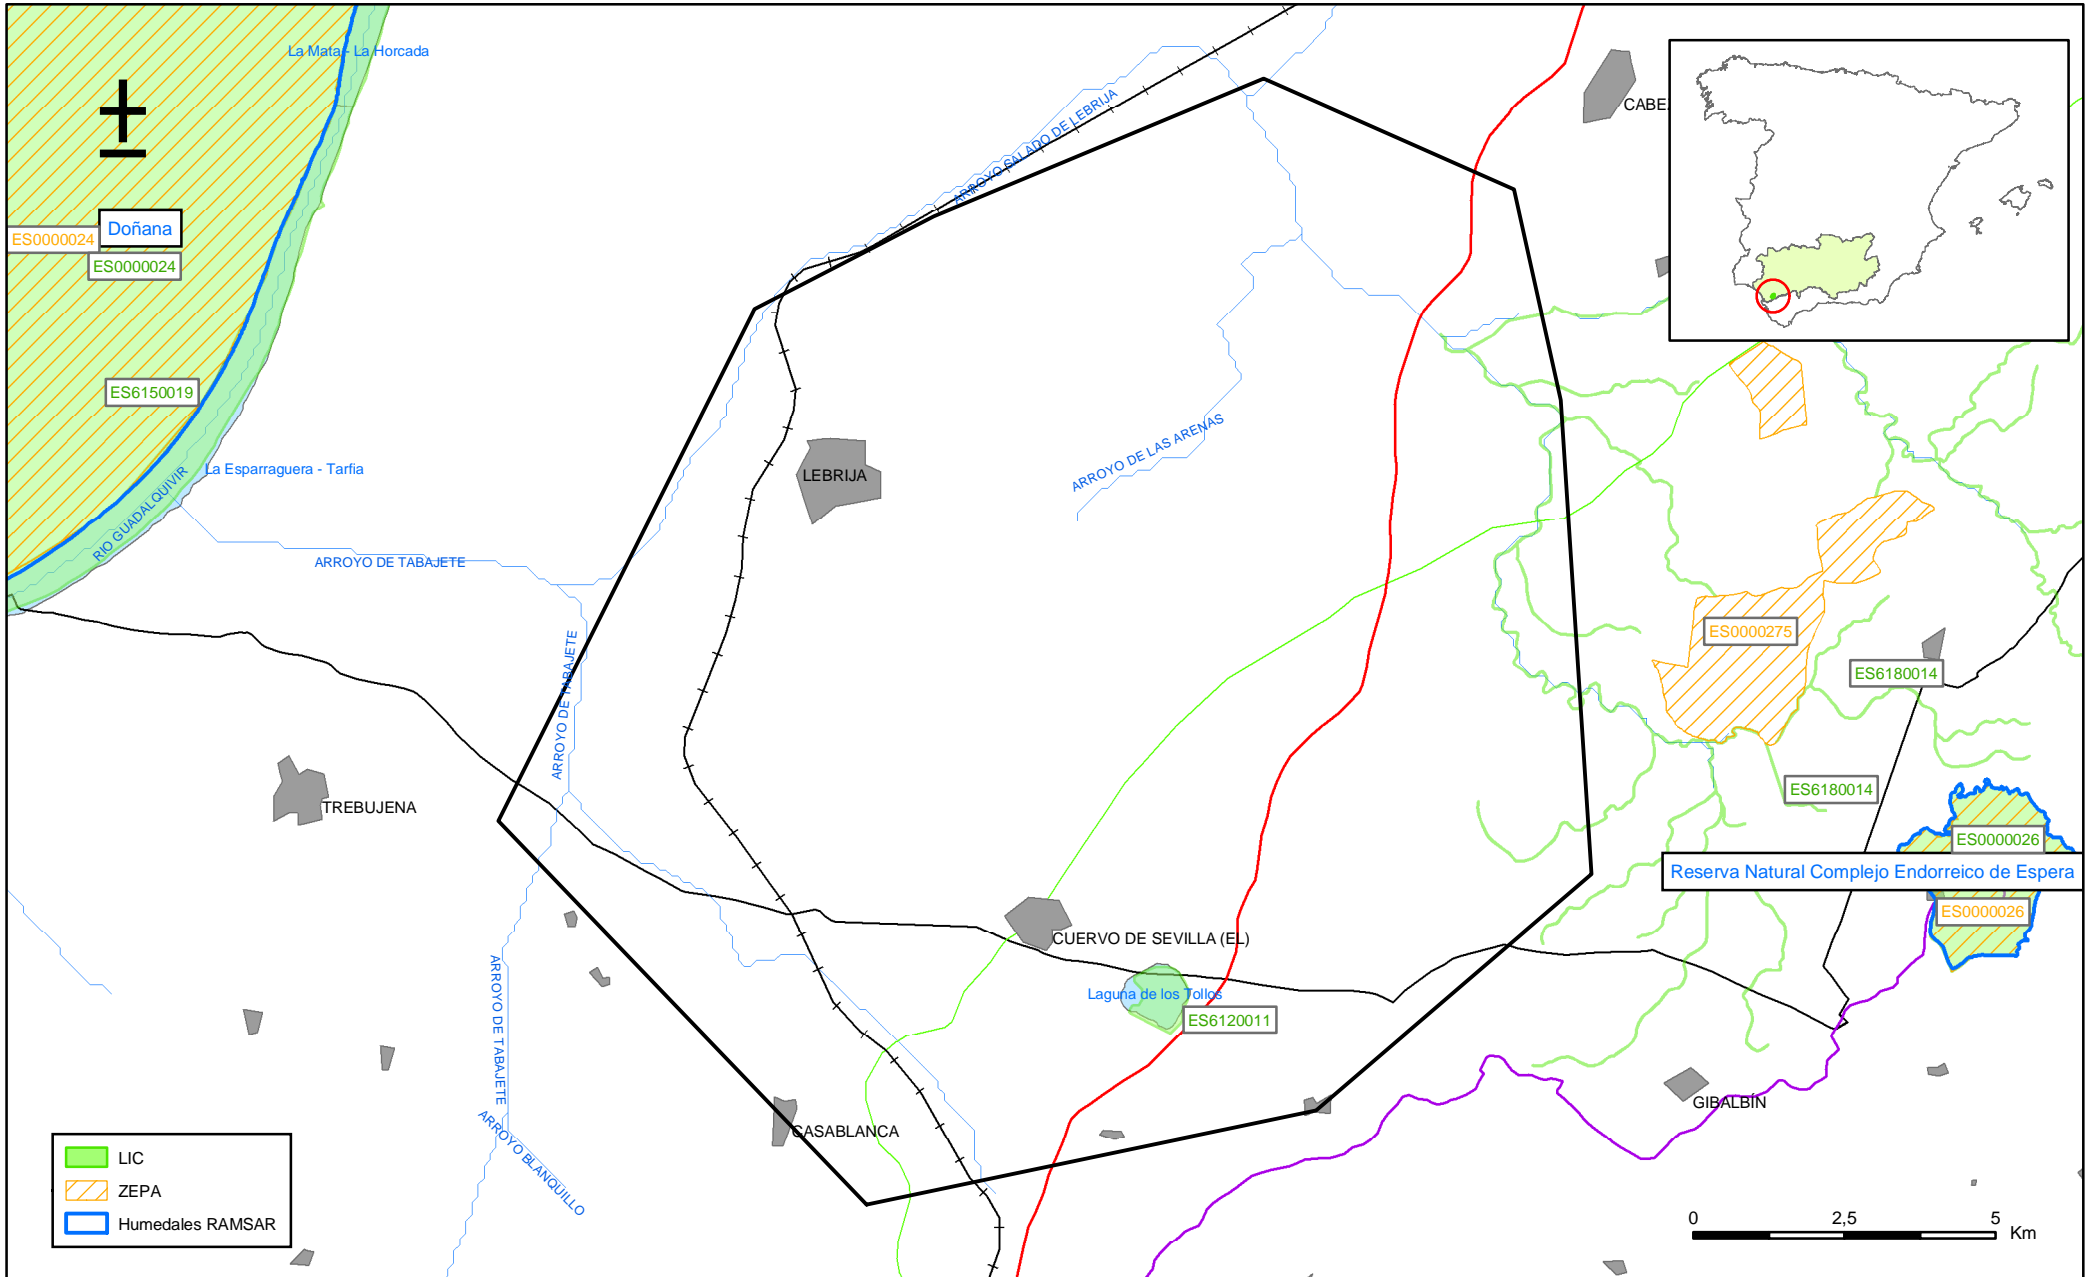 La Mata - La Horcada
CABEZ
ARROYO SALADO DE LEBRIJA
Doñana
ES0000024
ES0000024
ES6150019
ARROYO DE LAS ARENAS
LEBRIJA
La Esparraguera - Tarfia
RIO GUADALQUIVIR
ARROYO DE TABAJETE
ES0000275
ARROYO DE TABAJETE
ES6180014
ES6180014
TREBUJENA
ES0000026
Reserva Natural Complejo Endorreico de Espera
ES0000026
CUERVO DE SEVILLA (EL)
Laguna de los Tollos
ES6120011
ARROYO DE TABAJETE
GIBALBÍN
CASABLANCA
ARROYO BLANQUILLO
LIC
ZEPA
Humedales RAMSAR
0 2,5 5
Km